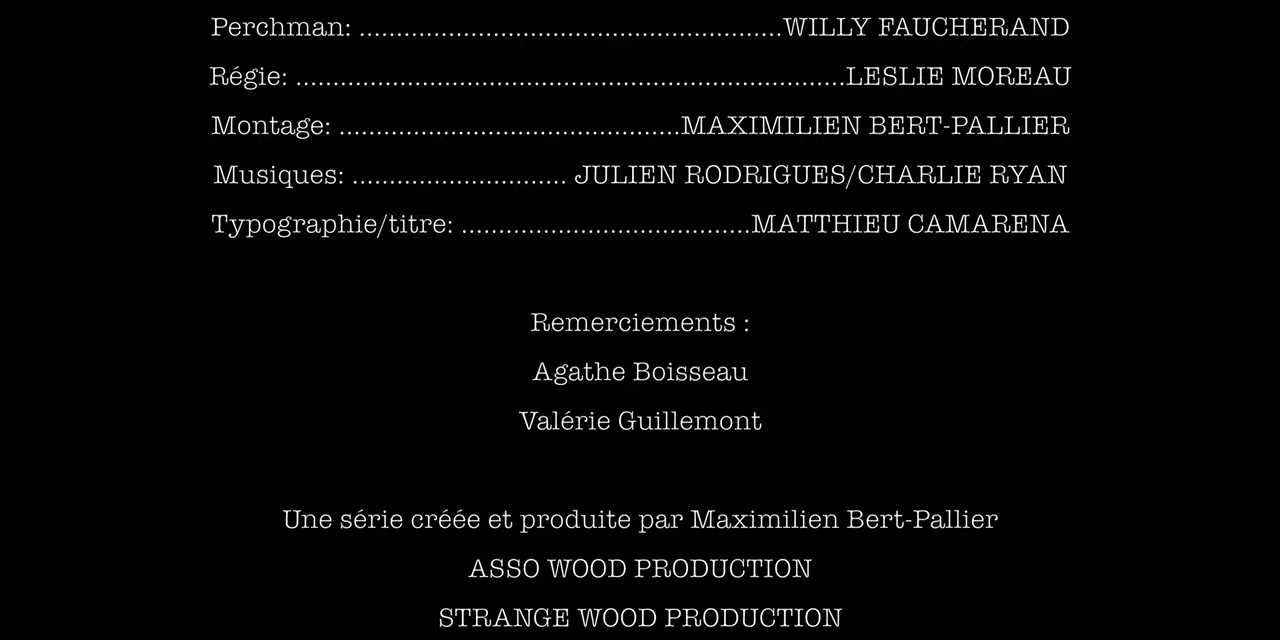 Perchman: .........................................................WILLY FAUCHERAND
Régie: ..........................................................................LESLIE MOREAU
Montage: ..............................................MAXIMILIEN BERT-PALLIER
Musiques: ............................. JULIEN RODRIGUES/CHARLIE RYAN
Typographie/titre: .......................................MATTHIEU CAMARENA
Remerciements :
Agathe Boisseau
Valérie Guillemont
Une série créée et produite par Maximilien Bert-Pallier
ASSO WOOD PRODUCTION
STRANGE WOOD PRODUCTION